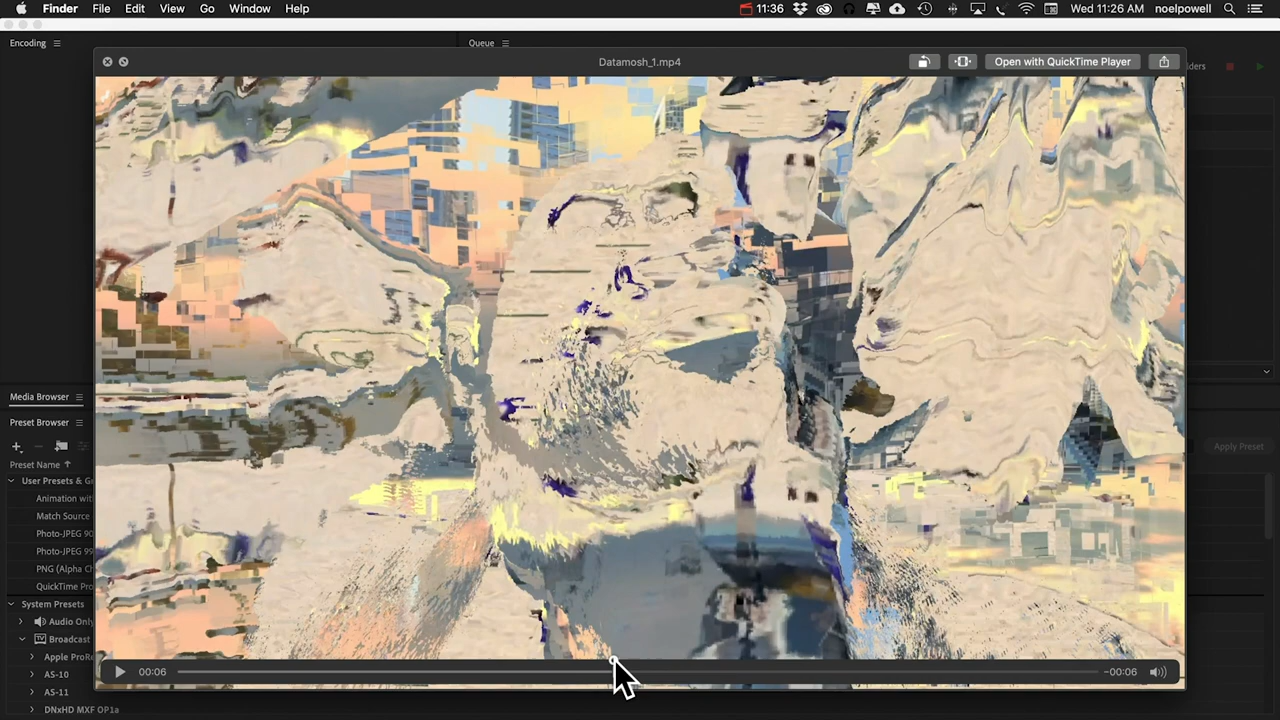 Finder File Edit View Go Window Help 11:36 Wed 11:26 AM noelpowell
Encoding Queue
Datamosh_1.mp4 Open with QuickTime Player
ders
Media Browser
Preset Browser
Apply Preset
Preset Name
User Presets & G
Animation wit
Match Source
Photo-JPEG 90
Photo-JPEG 99
PNG (Alpha Ch
QuickTime Pro
System Presets
Audio Only
Broadcast
Apple ProRe
AS-10
AS-11
DNxHD MXF OP1a
00:06 -00:06